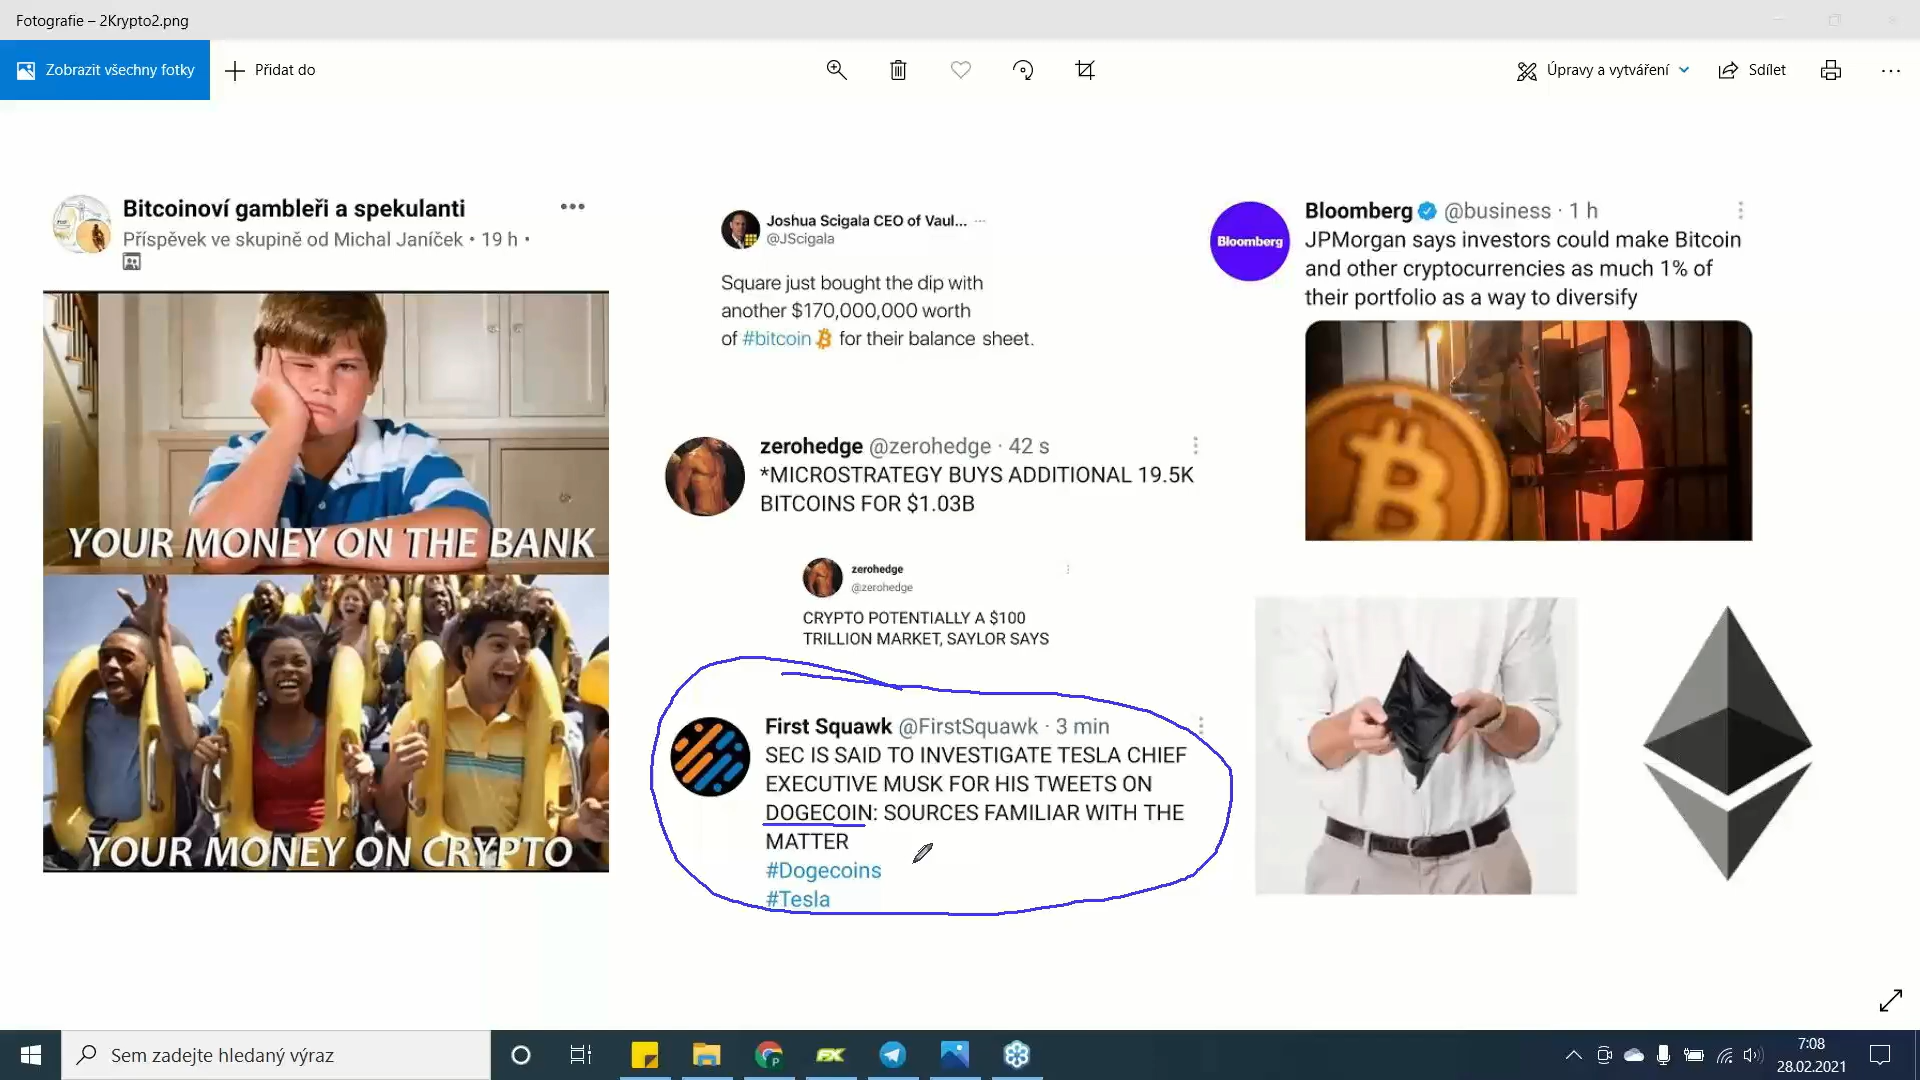 Fotografie – 2Krypto2.png
Zobrazit všechny fotky
Přidat do
Úpravy a vytváření
Sdílet
Bitcoinoví gambleři a spekulanti
Příspěvek ve skupině od Michal Janíček • 19 h •
YOUR MONEY ON THE BANK
YOUR MONEY ON CRYPTO
Joshua Scigala CEO of Vaul...
@JScigala
Square just bought the dip with
another $170,000,000 worth
of #bitcoin for their balance sheet.
zerohedge @zerohedge · 42 s
*MICROSTRATEGY BUYS ADDITIONAL 19.5K
BITCOINS FOR $1.03B
zerohedge
@zerohedge
CRYPTO POTENTIALLY A $100
TRILLION MARKET, SAYLOR SAYS
First Squawk @FirstSquawk · 3 min
SEC IS SAID TO INVESTIGATE TESLA CHIEF
EXECUTIVE MUSK FOR HIS TWEETS ON
DOGECOIN: SOURCES FAMILIAR WITH THE
MATTER
#Dogecoins
#Tesla
Bloomberg
Bloomberg @business · 1 h
JPMorgan says investors could make Bitcoin
and other cryptocurrencies as much 1% of
their portfolio as a way to diversify
Sem zadejte hledaný výraz
P
FX
7:08
28.02.2021